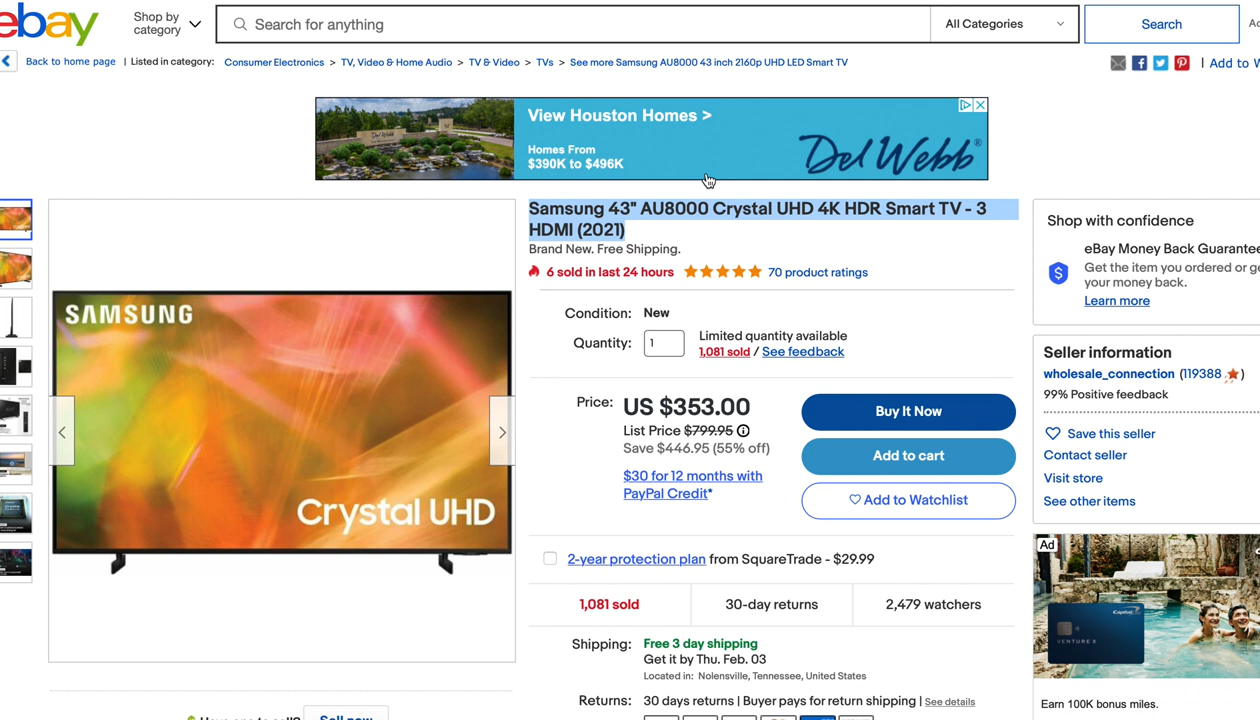 ebay
Shop by
category
Search for anything
All Categories
Search
Back to home page | Listed in category: Consumer Electronics > TV, Video & Home Audio > TV & Video > TVs > See more Samsung AU8000 43 inch 2160p UHD LED Smart TV
| Add to
View Houston Homes >
Homes From
$390K to $496K
Del Webb®
Samsung 43" AU8000 Crystal UHD 4K HDR Smart TV - 3
HDMI (2021)
Brand New. Free Shipping.
6 sold in last 24 hours
70 product ratings
Condition: New
Quantity: 1
Limited quantity available
1,081 sold / See feedback
Price: US $353.00
List Price $799.95
Save $446.95 (55% off)
$30 for 12 months with
PayPal Credit*
Buy It Now
Add to cart
Add to Watchlist
2-year protection plan from SquareTrade - $29.99
1,081 sold
30-day returns
2,479 watchers
Shipping: Free 3 day shipping
Get it by Thu. Feb. 03
Located in: Nolensville, Tennessee, United States
Returns: 30 days returns | Buyer pays for return shipping | See details
SAMSUNG
Crystal UHD
Have one to sell?
Sell now
Shop with confidence
eBay Money Back Guarantee
Get the item you ordered or
your money back.
Learn more
Seller information
wholesale_connection (119388)
99% Positive feedback
Save this seller
Contact seller
Visit store
See other items
Ad
Capital
VENTURE X
Earn 100K bonus miles.